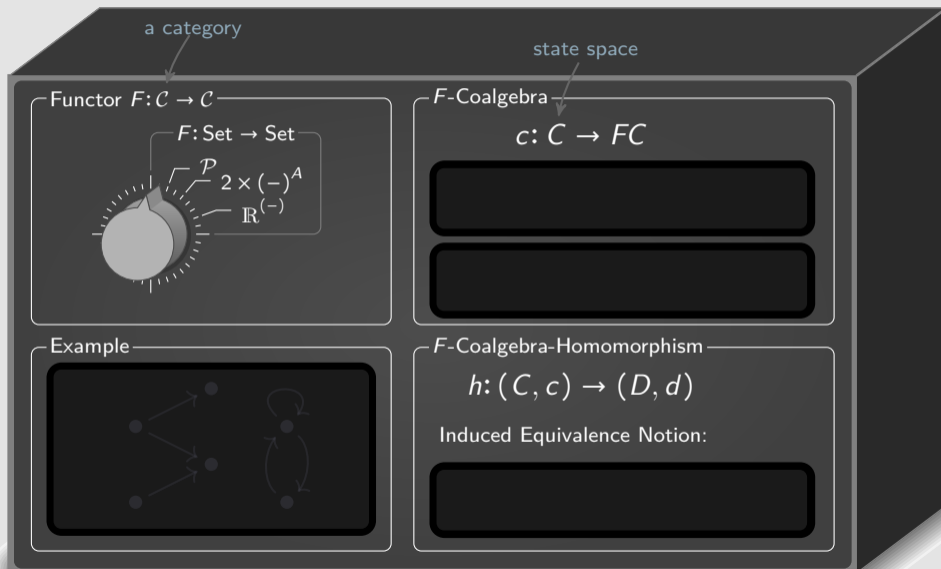 a category
state space
Functor F: 𝒞 → 𝒞
F: Set → Set
𝒫
2 × (−)^A
ℝ^(−)
F-Coalgebra
c: C → FC
Example
F-Coalgebra-Homomorphism
h: (C, c) → (D, d)
Induced Equivalence Notion: